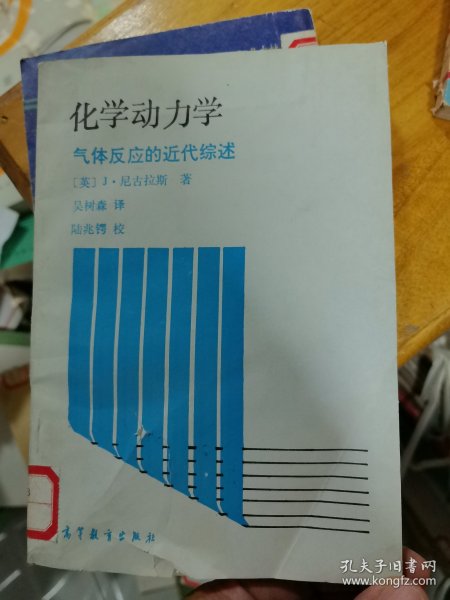 化学动力学
气体反应的近代综述
[英] J·尼古拉斯 著
吴树森 译
陆兆锷 校
高等教育出版社
孔夫子旧书网
www.kongfz.com